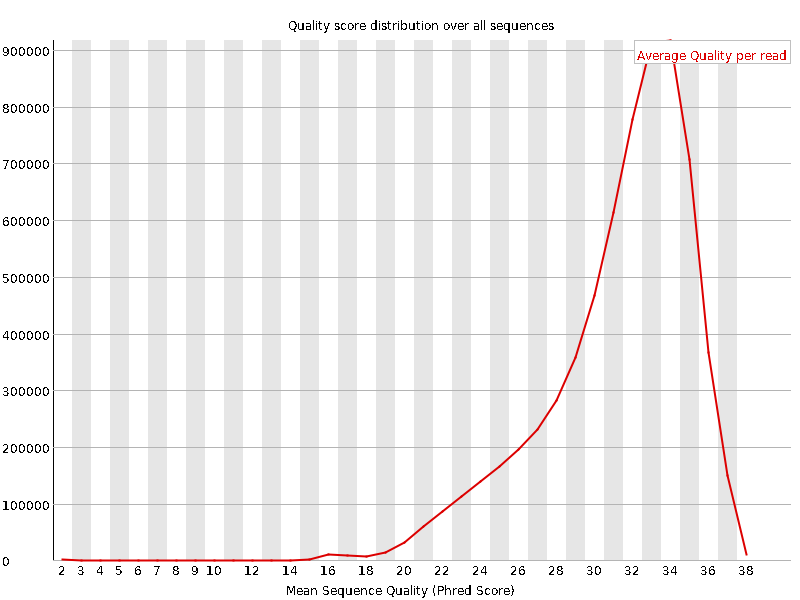 Quality score distribution over all sequences
Average Quality per read
900000
800000
700000
600000
500000
400000
300000
200000
100000
0
2 3 4 5 6 7 8 9 10 12 14 16 18 20 22 24 26 28 30 32 34 36 38
Mean Sequence Quality (Phred Score)